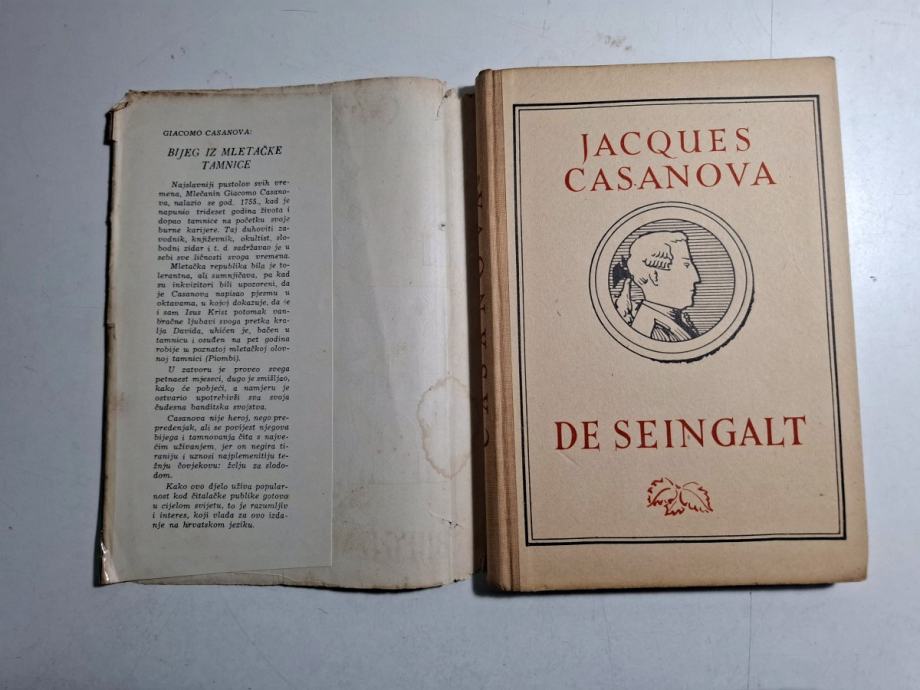 GIACOMO CASANOVA:
BIJEG IZ MLETAČKE
TAMNICE
Najslavniji pustolov svih vre-
mena, Mlečanin Giacomo Casano-
va, nalazio se god. 1755., kad je
napunio trideset godina života i
dopao tamnice na početku svoje
burne karijere. Taj duhoviti za-
vodnik, književnik, okultist, slo-
bodni zidar i t. d. sadržavao je u
sebi sve ličnosti svoga vremena.
Mletačka republika bila je to-
lerantna, ali sumnjičava, pa kad
su inkvizitori bili upozoreni, da
je Casanova napisao pjesmu u
oktavama, u kojoj dokazuje, da je
i sam Isus Krist potomak van-
bračne ljubavi svoga pretka kra-
lja Davida, uhićen je, bačen u
tamnicu i osuđen na pet godina
robije u poznatoj mletačkoj olov-
noj tamnici (Piombi).
U zatvoru je proveo svega
petnaest mjeseci, dugo je smišljao,
kako će pobjeći, a namjeru je
ostvario upotrebivši sva svoja
čudesna banditska svojstva.
Casanova nije heroj, nego pre-
predenjak, ali se povijest njegova
bijega i tamnovanja čita s najve-
ćim uživanjem, jer on negira ti-
raniju i uznosi najplemenitiju te-
žnju čovjekovu: želju za slobo-
dom.
Kako ovo djelo uživa popular-
nost kod čitalačke publike gotovo
u cijelom svijetu, to je razumljiv
i interes, koji vlada za ovo izda-
nje na hrvatskom jeziku.
CASANOVA
JACQUES
CASANOVA
DE SEINGALT